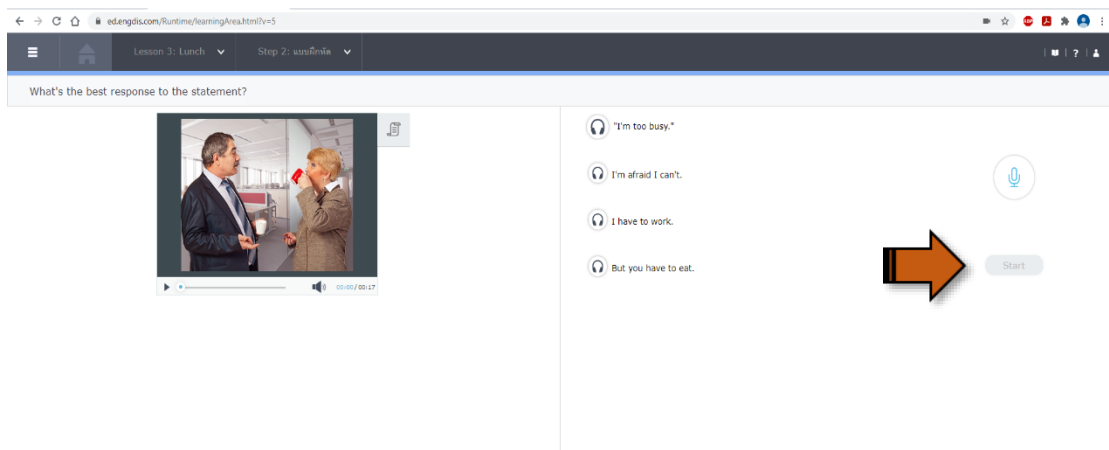 ed.engdis.com/Runtime/learningArea.html?v=5
Lesson 3: Lunch
Step 2: แบบฝึกหัด
?
What's the best response to the statement?
"I'm too busy."
I'm afraid I can't.
I have to work.
But you have to eat.
Start
00:00/00:17